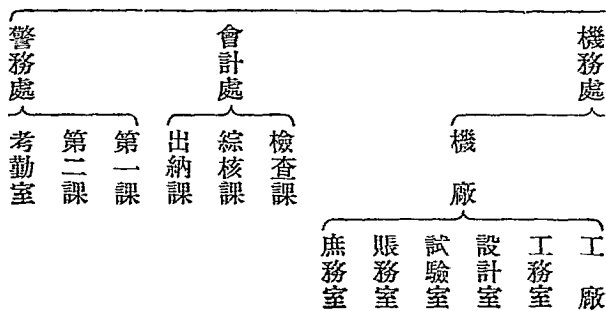 機務處
機廠
工廠
工務室
設計室
試驗室
賬務室
庶務室
會計處
檢查課
綜核課
出納課
警務處
第一課
第二課
考勤室